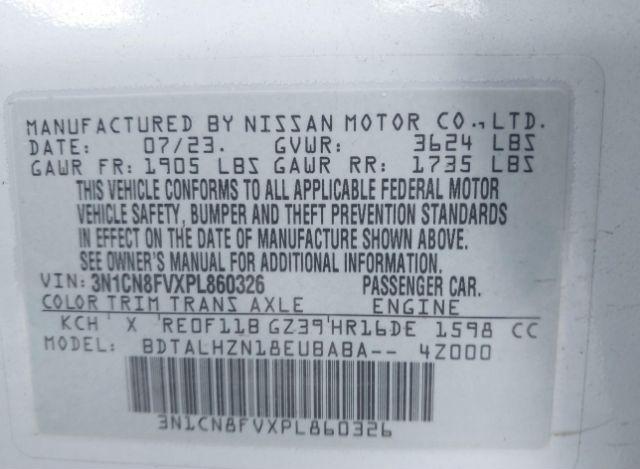 MANUFACTURED BY NISSAN MOTOR CO., LTD.
DATE: 07/23. GVWR: 3624 LBS
GAWR FR: 1905 LBS GAWR RR: 1735 LBS
THIS VEHICLE CONFORMS TO ALL APPLICABLE FEDERAL MOTOR
VEHICLE SAFETY, BUMPER AND THEFT PREVENTION STANDARDS
IN EFFECT ON THE DATE OF MANUFACTURE SHOWN ABOVE.
SEE OWNER'S MANUAL FOR ADDITIONAL INFORMATION.
VIN: 3N1CN8FVXPL860326 PASSENGER CAR.
COLOR TRIM TRANS AXLE ENGINE
KCH X RE0F11B GZ39 HR16DE 1598 CC
MODEL: BDTALHZN18EUBABA-- 4Z000
3N1CN8FVXPL860326